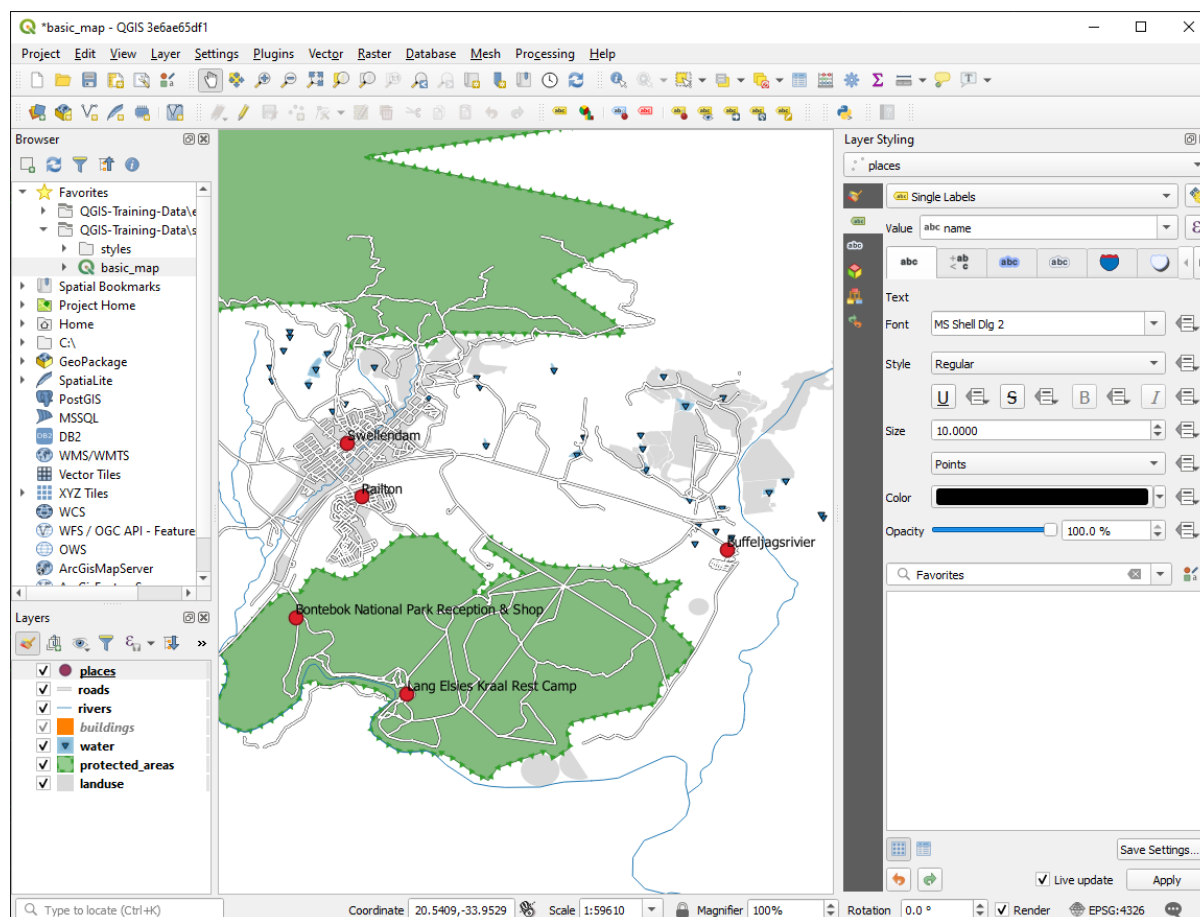 *basic_map - QGIS 3e6ae65df1
Project Edit View Layer Settings Plugins Vector Raster Database Mesh Processing Help
Browser
Favorites
QGIS-Training-Data\e
QGIS-Training-Data\s
styles
basic_map
Spatial Bookmarks
Project Home
Home
C:\
GeoPackage
SpatiaLite
PostGIS
MSSQL
DB2
WMS/WMTS
Vector Tiles
XYZ Tiles
WCS
WFS / OGC API - Feature
OWS
ArcGisMapServer
Layers
places
roads
rivers
buildings
water
protected_areas
landuse
Swellendam
Railton
Buffeljagsrivier
Bontebok National Park Reception & Shop
Lang Elsies Kraal Rest Camp
Layer Styling
places
Single Labels
Value abc name
Text
Font MS Shell Dlg 2
Style Regular
U S B I
Size 10.0000
Points
Color
Opacity 100.0 %
Favorites
Save Settings...
Live update Apply
Type to locate (Ctrl+K) Coordinate 20.5409,-33.9529 Scale 1:59610 Magnifier 100% Rotation 0.0 ° Render EPSG:4326